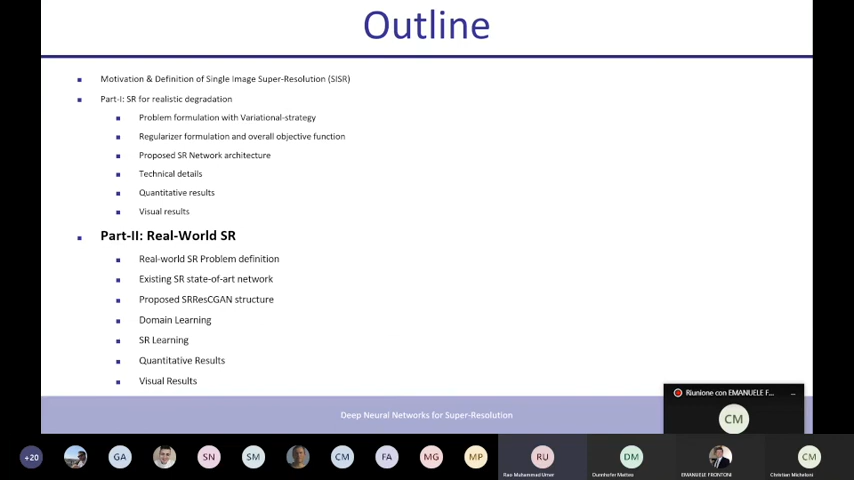 Outline
Motivation & Definition of Single Image Super-Resolution (SISR)
Part-I: SR for realistic degradation
Problem formulation with Variational-strategy
Regularizer formulation and overall objective function
Proposed SR Network architecture
Technical details
Quantitative results
Visual results
Part-II: Real-World SR
Real-world SR Problem definition
Existing SR state-of-art network
Proposed SRResCGAN structure
Domain Learning
SR Learning
Quantitative Results
Visual Results
Riunione con EMANUELE F...
CM
Deep Neural Networks for Super-Resolution
+20
GA
SN
SM
CM
FA
MG
MP
RU
DM
CM
Rao Muhammad Umer
Dunnhofer Matteo
EMANUELE FRONTONI
Christian Micheloni